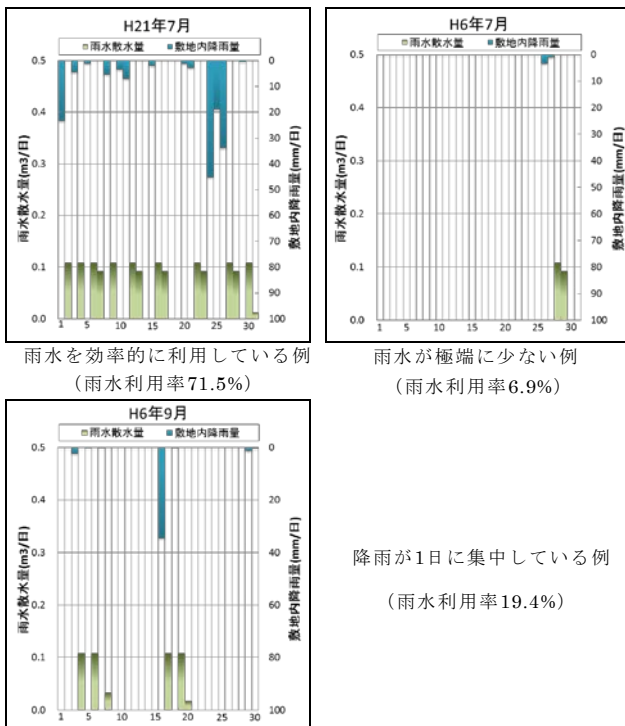 H21年7月
雨水散水量 敷地内降雨量
雨水散水量(m3/日)
0.5
0.4
0.3
0.2
0.1
0.0
敷地内降雨量(mm/日)
0
10
20
30
40
50
60
70
80
90
100
1 5 10 15 20 25 30
雨水を効率的に利用している例
（雨水利用率71.5%）
H6年7月
雨水散水量 敷地内降雨量
雨水散水量(m3/日)
0.5
0.4
0.3
0.2
0.1
0.0
敷地内降雨量(mm/日)
0
10
20
30
40
50
60
70
80
90
100
1 5 10 15 20 25 30
雨水が極端に少ない例
（雨水利用率6.9%）
H6年9月
雨水散水量 敷地内降雨量
雨水散水量(m3/日)
0.5
0.4
0.3
0.2
0.1
0.0
敷地内降雨量(mm/日)
0
20
40
60
80
100
1 5 10 15 20 25 30
降雨が1日に集中している例
（雨水利用率19.4%）